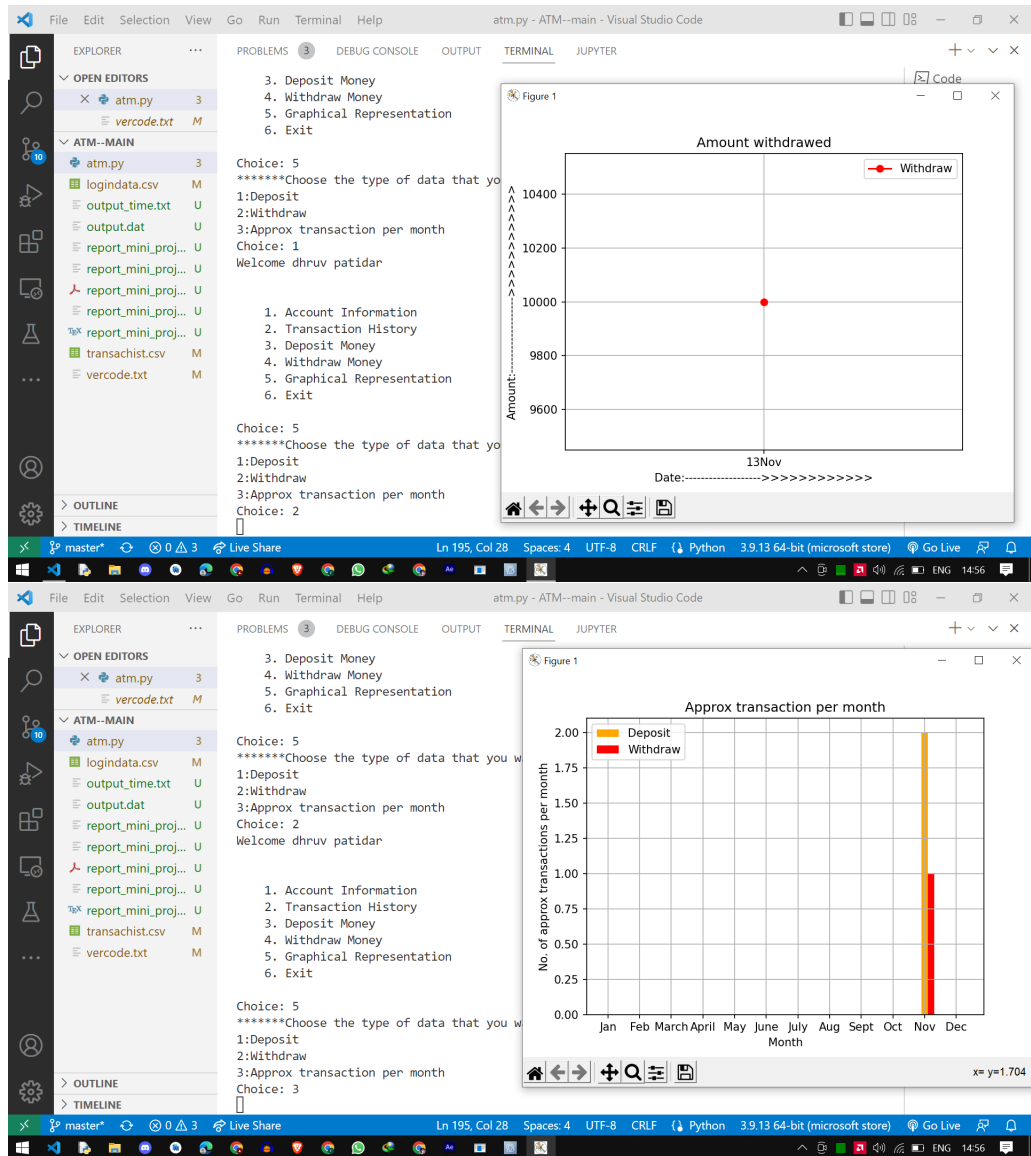 File Edit Selection View Go Run Terminal Help atm.py - ATM--main - Visual Studio Code
EXPLORER ··· PROBLEMS 3 DEBUG CONSOLE OUTPUT TERMINAL JUPYTER
OPEN EDITORS
atm.py 3
vercode.txt M
ATM--MAIN
10
atm.py 3
logindata.csv M
output_time.txt U
output.dat U
report_mini_proj... U
report_mini_proj... U
report_mini_proj... U
report_mini_proj... U
TEX report_mini_proj... U
transachist.csv M
vercode.txt M
OUTLINE
TIMELINE
3. Deposit Money
4. Withdraw Money
5. Graphical Representation
6. Exit
Choice: 5
*******Choose the type of data that yo
1:Deposit
2:Withdraw
3:Approx transaction per month
Choice: 1
Welcome dhruv patidar
1. Account Information
2. Transaction History
3. Deposit Money
4. Withdraw Money
5. Graphical Representation
6. Exit
Choice: 5
*******Choose the type of data that yo
1:Deposit
2:Withdraw
3:Approx transaction per month
Choice: 2
Code
Figure 1
Amount withdrawed
Withdraw
10400
10200
10000
9800
9600
13Nov
Date:------------------->>>>>>>>>>>>>
master* 0 3 Live Share Ln 195, Col 28 Spaces: 4 UTF-8 CRLF Python 3.9.13 64-bit (microsoft store) Go Live
Ae ENG 14:56
File Edit Selection View Go Run Terminal Help atm.py - ATM--main - Visual Studio Code
EXPLORER ··· PROBLEMS 3 DEBUG CONSOLE OUTPUT TERMINAL JUPYTER
OPEN EDITORS
atm.py 3
vercode.txt M
ATM--MAIN
10
atm.py 3
logindata.csv M
output_time.txt U
output.dat U
report_mini_proj... U
report_mini_proj... U
report_mini_proj... U
report_mini_proj... U
TEX report_mini_proj... U
transachist.csv M
vercode.txt M
OUTLINE
TIMELINE
3. Deposit Money
4. Withdraw Money
5. Graphical Representation
6. Exit
Choice: 5
*******Choose the type of data that you w
1:Deposit
2:Withdraw
3:Approx transaction per month
Choice: 2
Welcome dhruv patidar
1. Account Information
2. Transaction History
3. Deposit Money
4. Withdraw Money
5. Graphical Representation
6. Exit
Choice: 5
*******Choose the type of data that you w
1:Deposit
2:Withdraw
3:Approx transaction per month
Choice: 3
Figure 1
Approx transaction per month
Deposit
Withdraw
No. of approx transactions per month
2.00
1.75
1.50
1.25
1.00
0.75
0.50
0.25
0.00
Jan Feb March April May June July Aug Sept Oct Nov Dec
Month
x= y=1.704
master* 0 3 Live Share Ln 195, Col 28 Spaces: 4 UTF-8 CRLF Python 3.9.13 64-bit (microsoft store) Go Live
Ae ENG 14:56